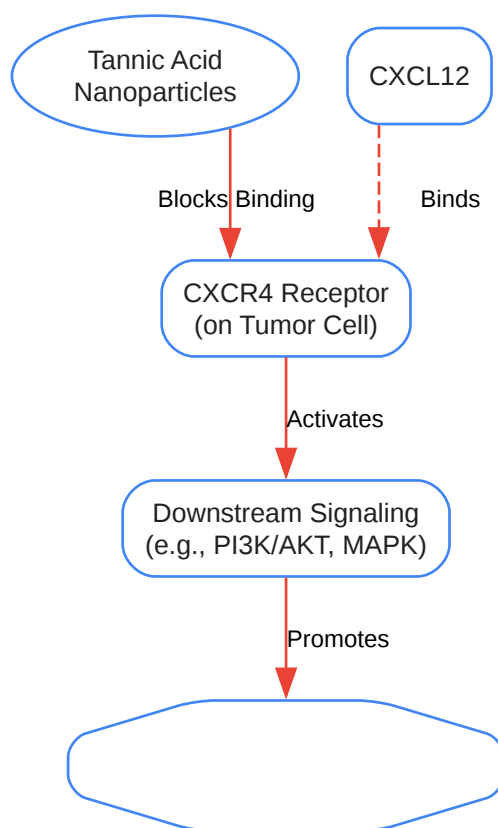 Tannic Acid
Nanoparticles
CXCL12
Blocks Binding
Binds
CXCR4 Receptor
(on Tumor Cell)
Activates
Downstream Signaling
(e.g., PI3K/AKT, MAPK)
Promotes